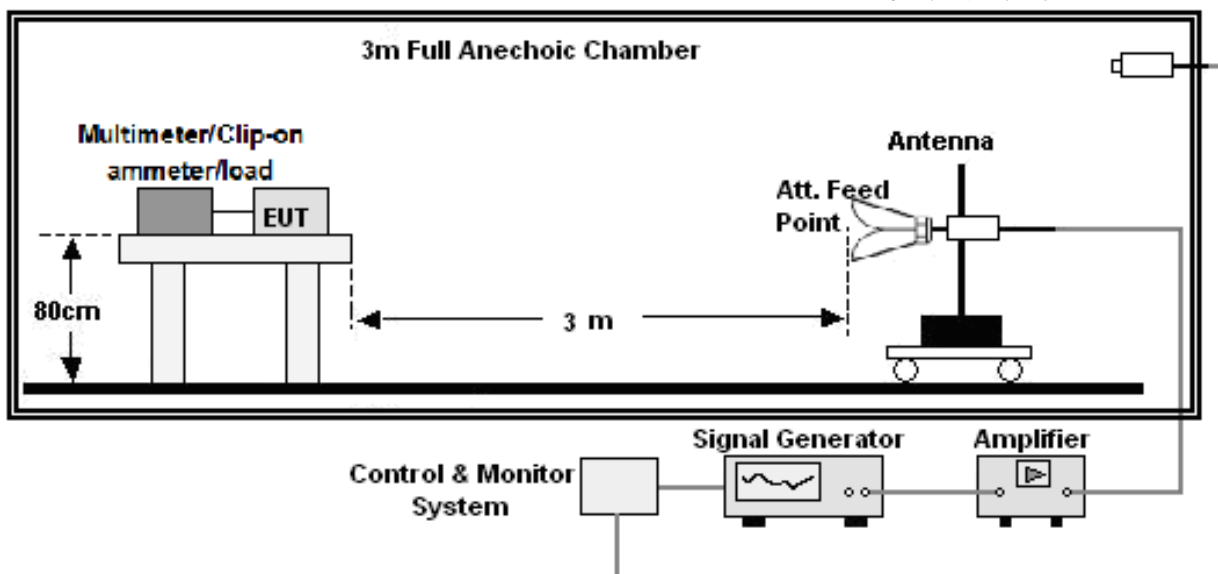 3m Full Anechoic Chamber
Multimeter/Clip-on
ammeter/load
EUT
Antenna
Att. Feed
Point
80cm
3 m
Signal Generator
Amplifier
Control & Monitor
System